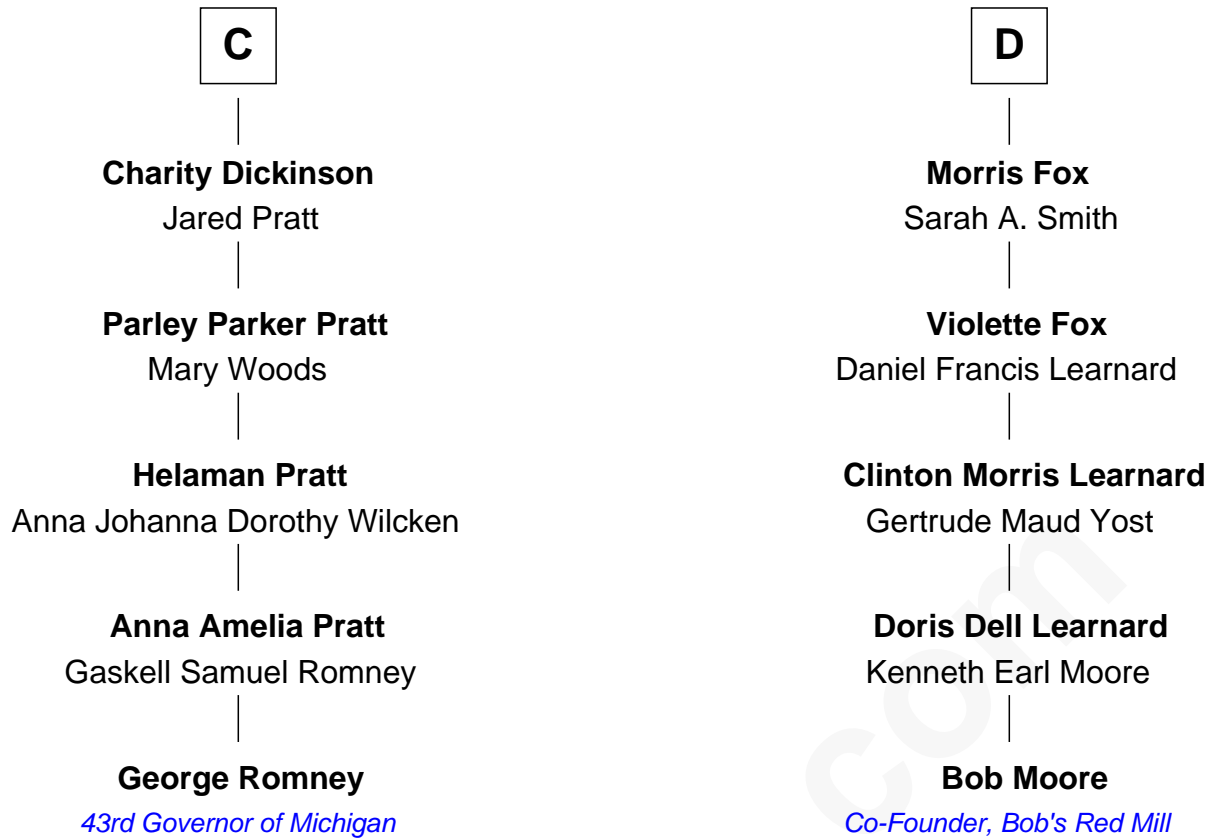 C
Charity Dickinson
Jared Pratt
Parley Parker Pratt
Mary Woods
Helaman Pratt
Anna Johanna Dorothy Wilcken
Anna Amelia Pratt
Gaskell Samuel Romney
George Romney
43rd Governor of Michigan
D
Morris Fox
Sarah A. Smith
Violette Fox
Daniel Francis Learnard
Clinton Morris Learnard
Gertrude Maud Yost
Doris Dell Learnard
Kenneth Earl Moore
Bob Moore
Co-Founder, Bob's Red Mill
com